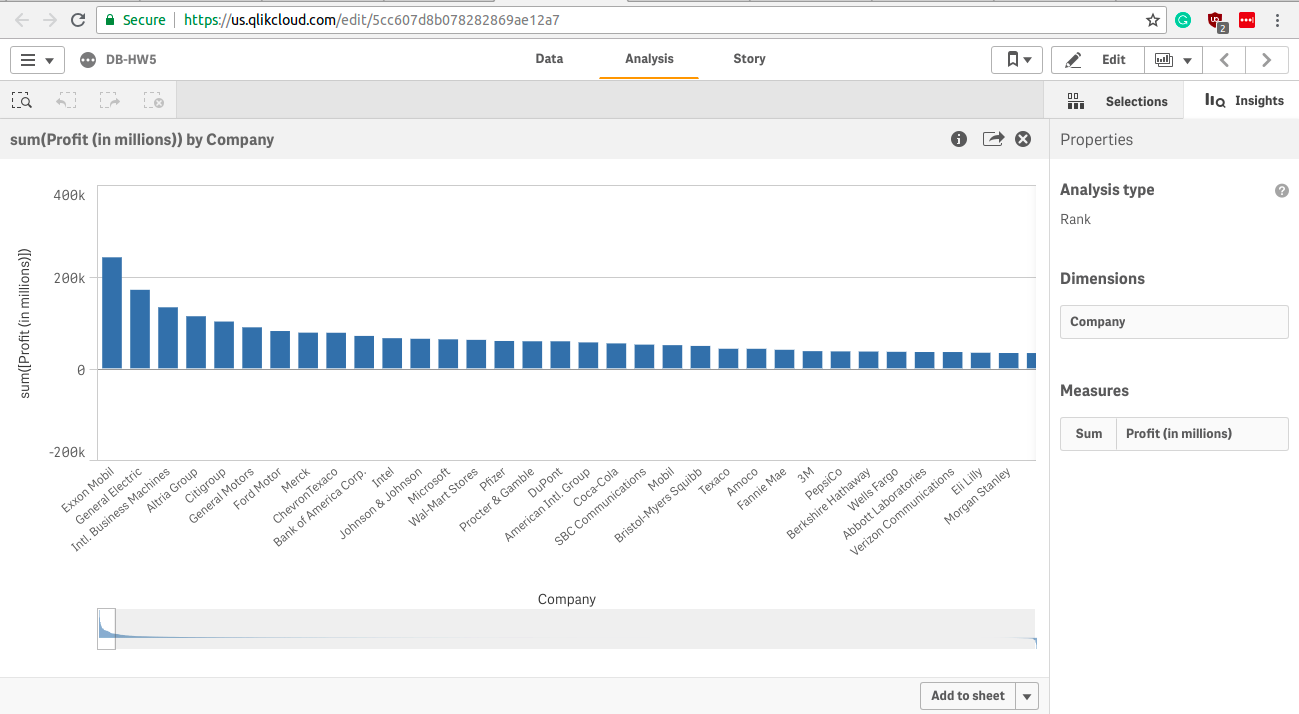 Secure https://us.qlikcloud.com/edit/5cc607d8b078282869ae12a7
2
DB-HW5 Data Analysis Story Edit
Selections Insights
sum(Profit (in millions)) by Company
Properties
Analysis type
Rank
Dimensions
Company
Measures
Sum Profit (in millions)
sum([Profit (in millions)])
400k
200k
0
-200k
Exxon Mobil
General Electric
Intl. Business Machines
Altria Group
Citigroup
General Motors
Ford Motor
Merck
ChevronTexaco
Bank of America Corp.
Intel
Johnson & Johnson
Microsoft
Wal-Mart Stores
Pfizer
Procter & Gamble
DuPont
American Intl. Group
Coca-Cola
SBC Communications
Mobil
Bristol-Myers Squibb
Texaco
Amoco
Fannie Mae
3M
PepsiCo
Berkshire Hathaway
Wells Fargo
Abbott Laboratories
Verizon Communications
Eli Lilly
Morgan Stanley
Company
Add to sheet